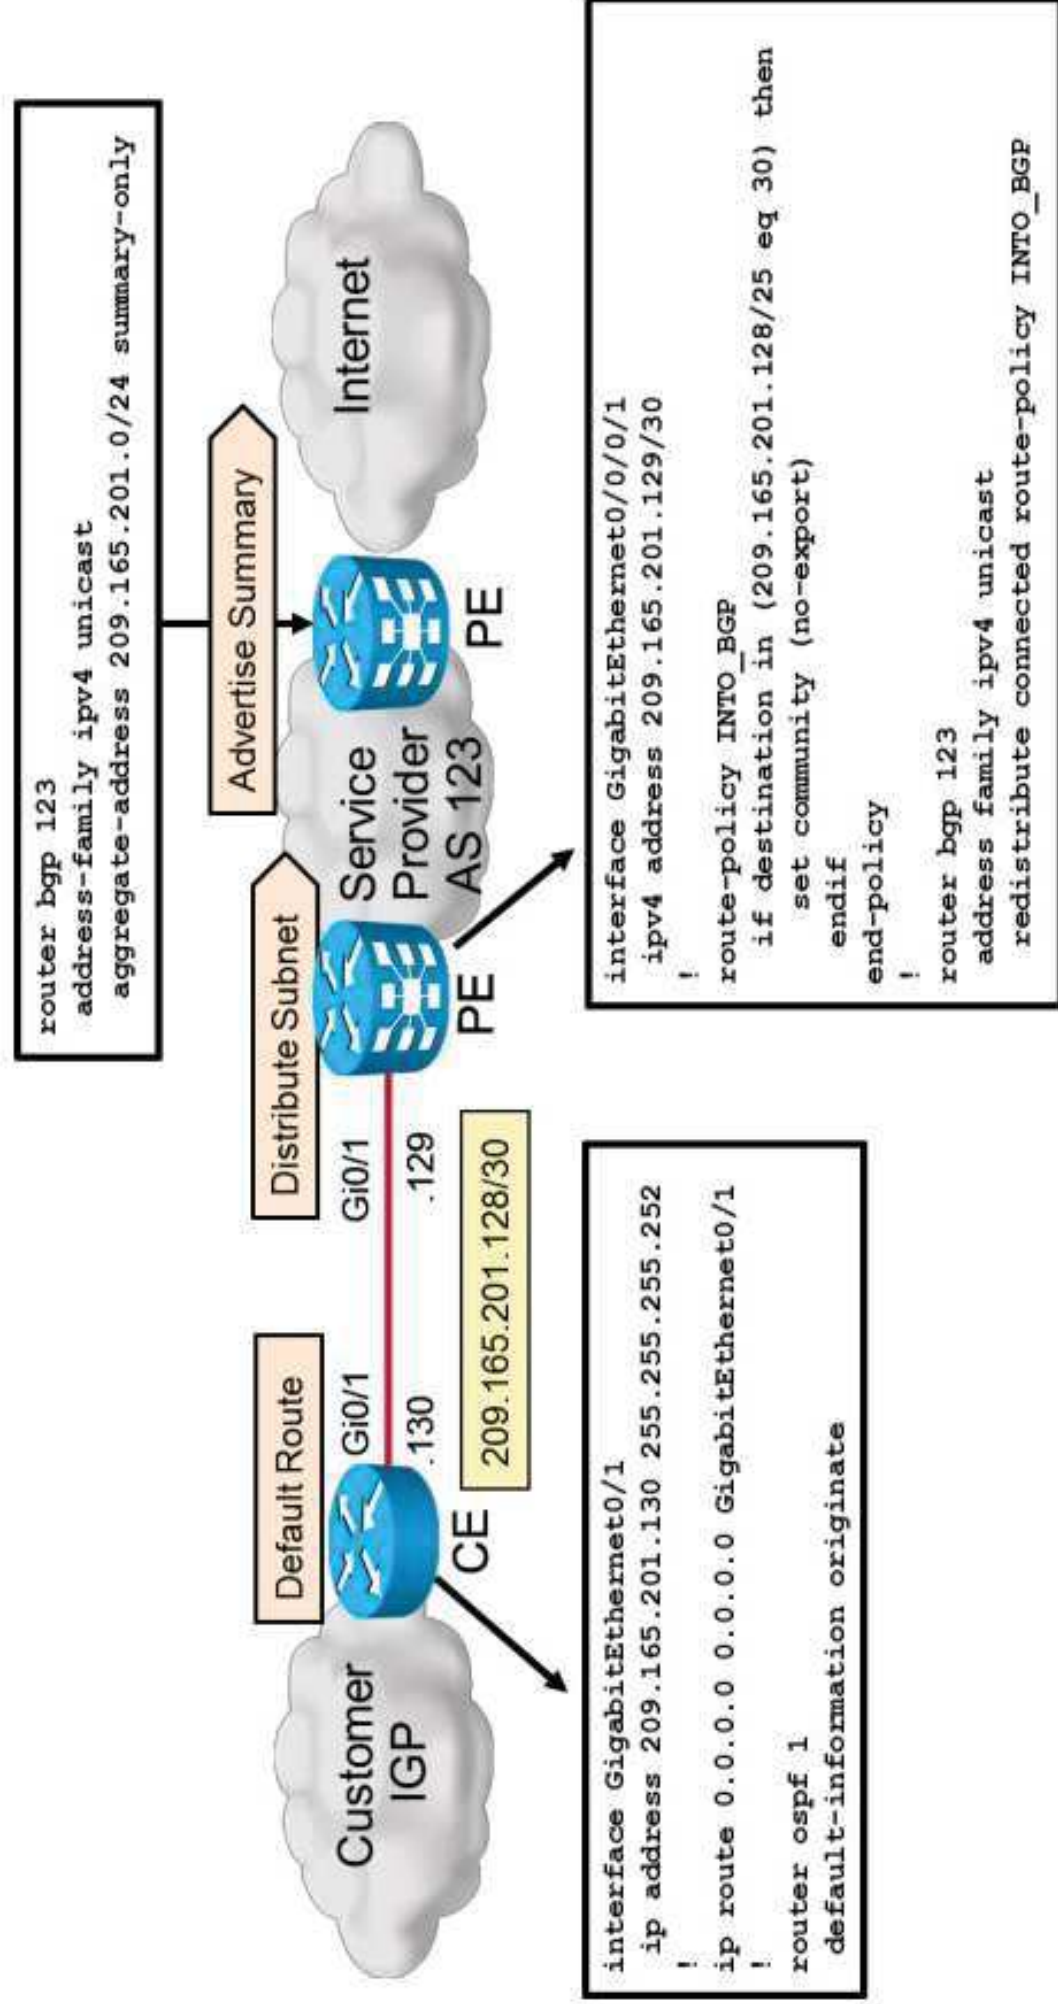 router bgp 123
address-family ipv4 unicast
aggregate-address 209.165.201.0/24 summary-only
Default Route
Distribute Subnet
Advertise Summary
Customer
IGP
Gi0/1
.130
CE
209.165.201.128/30
Gi0/1
.129
PE
Service
Provider
AS 123
PE
Internet
interface GigabitEthernet0/1
ip address 209.165.201.130 255.255.255.252
!
ip route 0.0.0.0 0.0.0.0 GigabitEthernet0/1
!
router ospf 1
default-information originate
interface GigabitEthernet0/0/0/1
ipv4 address 209.165.201.129/30
!
route-policy INTO_BGP
if destination in (209.165.201.128/25 eq 30) then
set community (no-export)
endif
end-policy
!
router bgp 123
address family ipv4 unicast
redistribute connected route-policy INTO_BGP